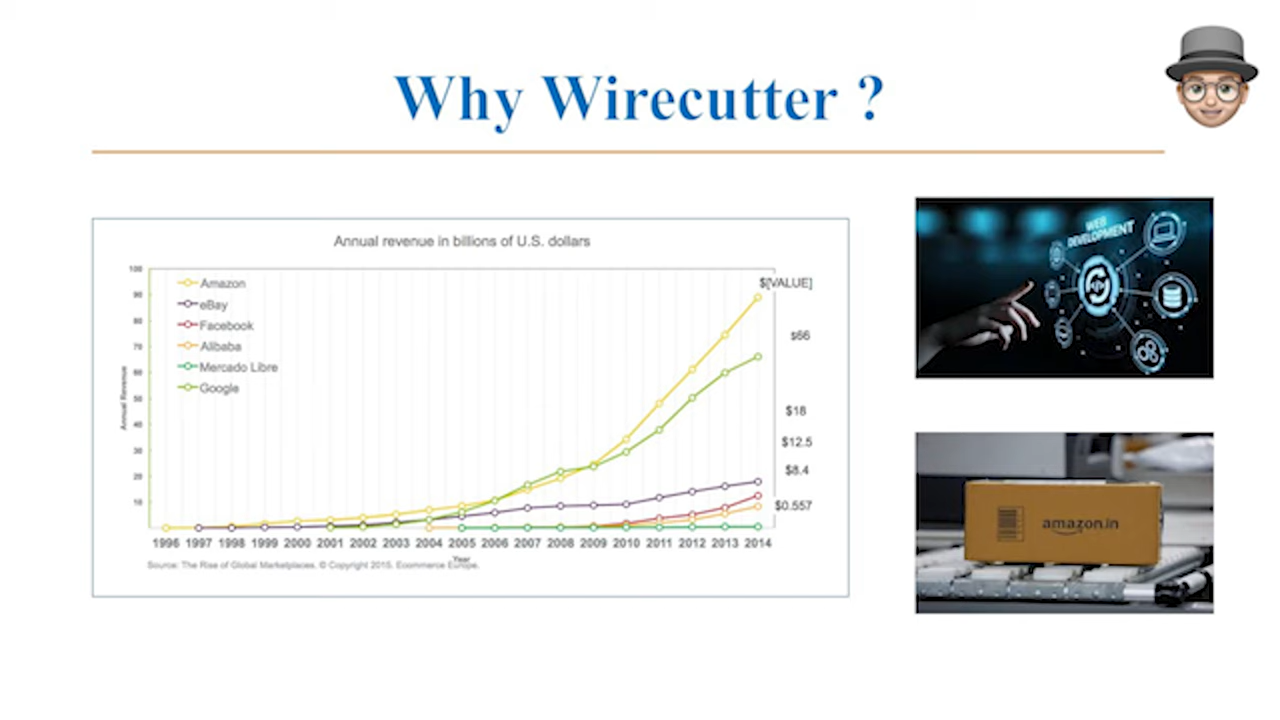 Why Wirecutter ?
Annual revenue in billions of U.S. dollars
100
90
80
70
60
50
40
30
20
10
Annual Revenue
Amazon
eBay
Facebook
Alibaba
Mercado Libre
Google
$[VALUE]
$66
$18
$12.5
$8.4
$0.557
1996 1997 1998 1999 2000 2001 2002 2003 2004 2005 2006 2007 2008 2009 2010 2011 2012 2013 2014
Year
Source: The Rise of Global Marketplaces. © Copyright 2015. Ecommerce Europe.
WEB
DEVELOPMENT
amazon.in